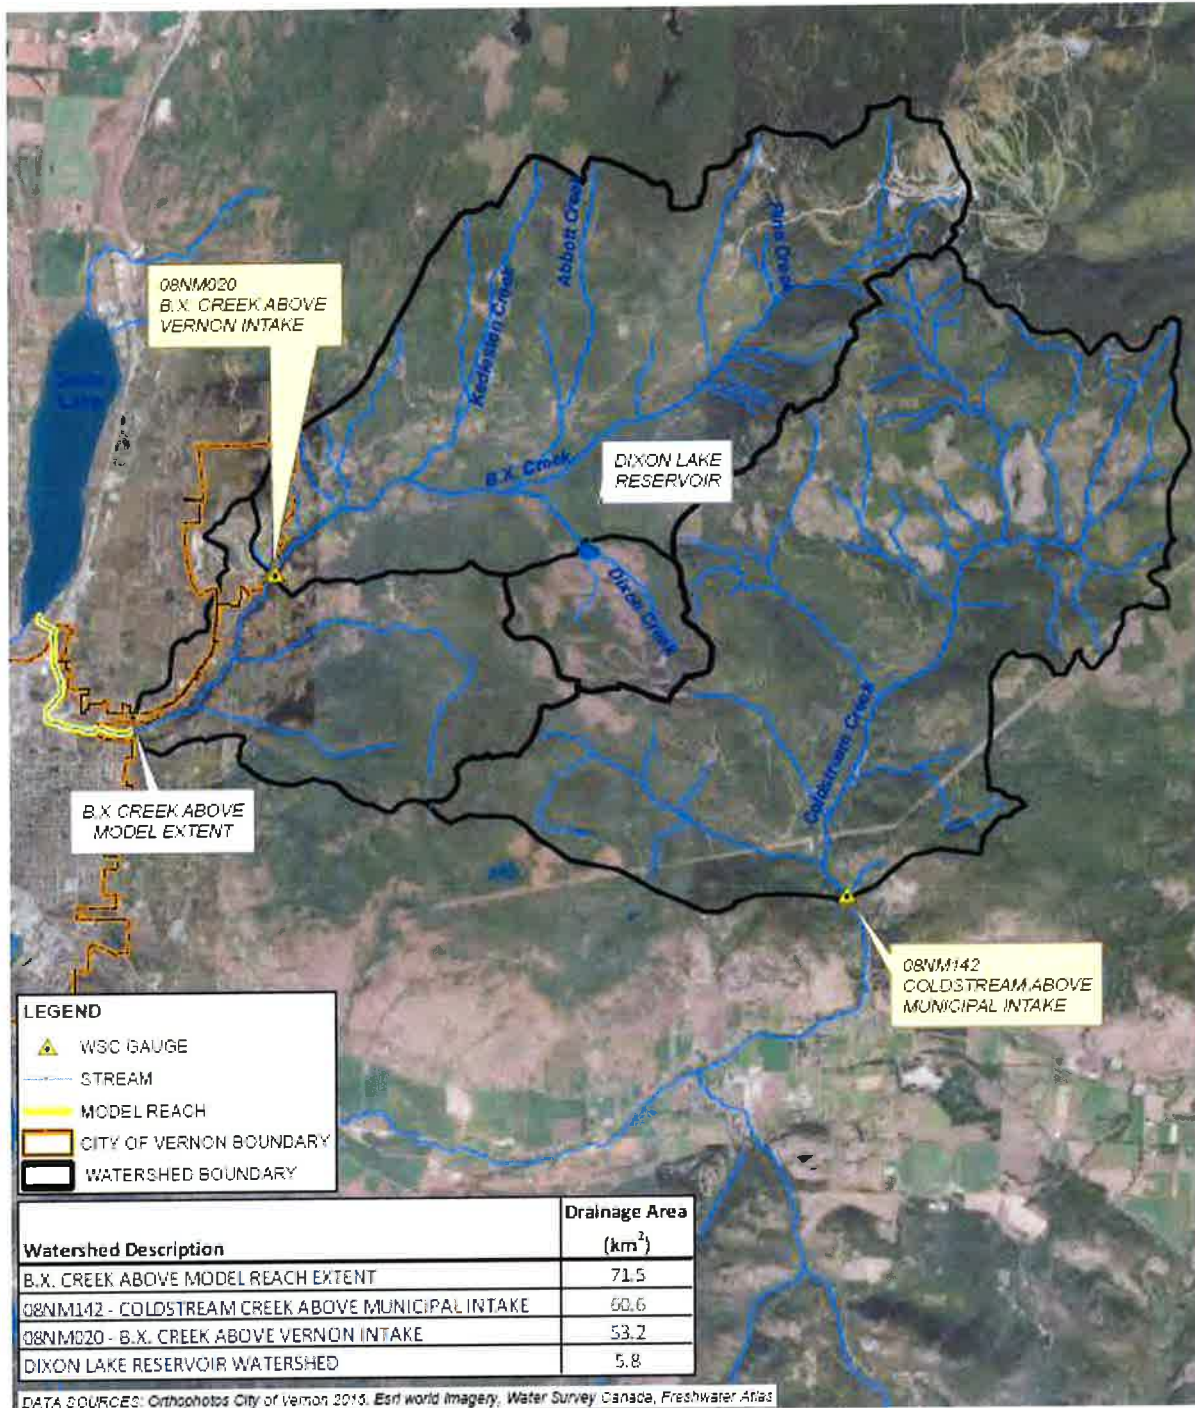 08NM020
B.X. CREEK ABOVE
VERNON INTAKE
Abbott Creek
Keddleston Creek
B.X. Creek
DIXON LAKE
RESERVOIR
Dixon Creek
Coldstream Creek
B.X CREEK ABOVE
MODEL EXTENT
08NM142
COLDSTREAM ABOVE
MUNICIPAL INTAKE
LEGEND
WSC GAUGE
STREAM
MODEL REACH
CITY OF VERNON BOUNDARY
WATERSHED BOUNDARY
Watershed Description Drainage Area (km²)
B.X. CREEK ABOVE MODEL REACH EXTENT 71.5
08NM142 - COLDSTREAM CREEK ABOVE MUNICIPAL INTAKE 60.6
08NM020 - B.X. CREEK ABOVE VERNON INTAKE 53.2
DIXON LAKE RESERVOIR WATERSHED 5.8
DATA SOURCES: Orthophotos City of Vernon 2015, Esri world Imagery, Water Survey Canada, Freshwater Atlas